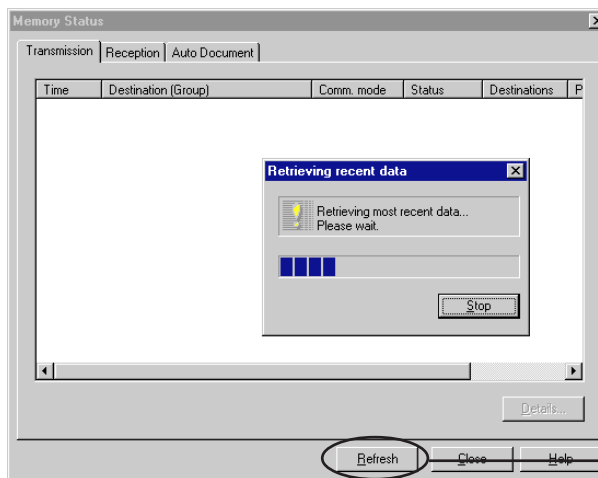 Memory Status
Transmission Reception Auto Document
Time Destination (Group) Comm. mode Status Destinations P
Retrieving recent data
Retrieving most recent data...
Please wait.
Stop
Details...
Refresh Close Help